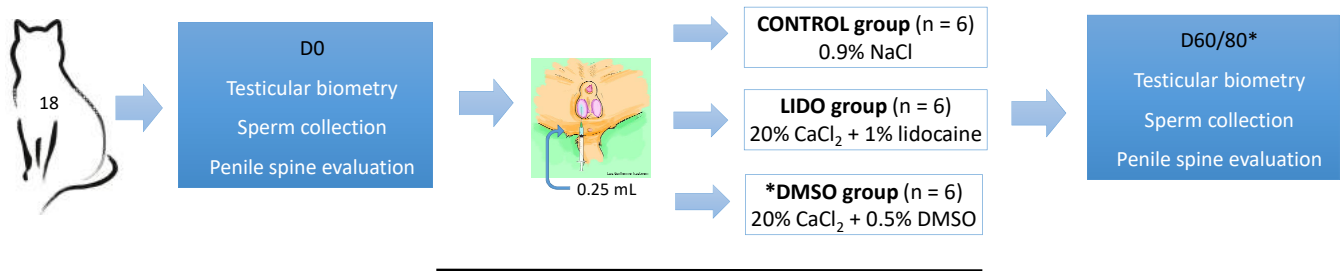 18
D0
Testicular biometry
Sperm collection
Penile spine evaluation
0.25 mL
CONTROL group (n = 6)
0.9% NaCl
LIDO group (n = 6)
20% CaCl₂ + 1% lidocaine
*DMSO group (n = 6)
20% CaCl₂ + 0.5% DMSO
D60/80*
Testicular biometry
Sperm collection
Penile spine evaluation